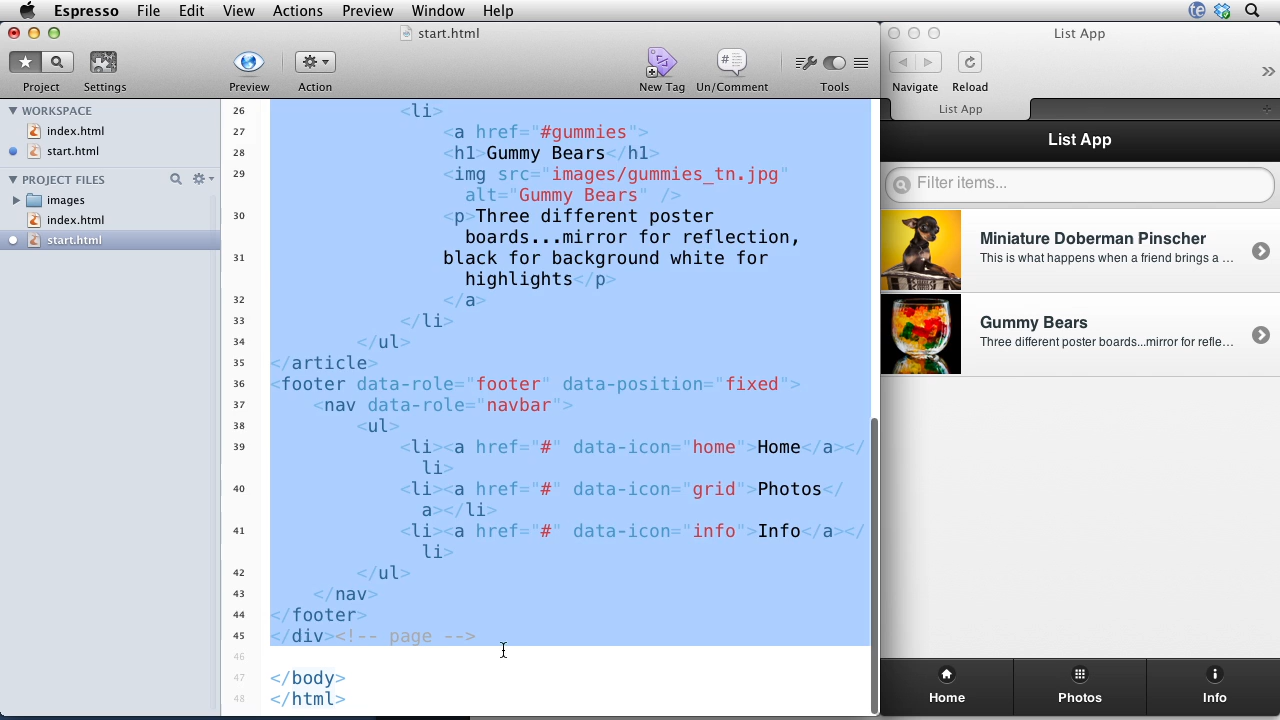 Espresso File Edit View Actions Preview Window Help
start.html
Project Settings Preview Action New Tag Un/Comment Tools
WORKSPACE
index.html
start.html
PROJECT FILES
images
index.html
start.html
26 <li>
27 <a href="#gummies">
28 <h1>Gummy Bears</h1>
29 <img src="images/gummies_tn.jpg"
alt="Gummy Bears" />
30 <p>Three different poster
boards...mirror for reflection,
31 black for background white for
highlights</p>
32 </a>
33 </li>
34 </ul>
35 </article>
36 <footer data-role="footer" data-position="fixed">
37 <nav data-role="navbar">
38 <ul>
39 <li><a href="#" data-icon="home">Home</a></
li>
40 <li><a href="#" data-icon="grid">Photos</
a></li>
41 <li><a href="#" data-icon="info">Info</a></
li>
42 </ul>
43 </nav>
44 </footer>
45 </div><!-- page -->
46
47 </body>
48 </html>
List App
Navigate Reload
List App
List App
Filter items...
Miniature Doberman Pinscher
This is what happens when a friend brings a ...
Gummy Bears
Three different poster boards...mirror for refle...
Home Photos Info